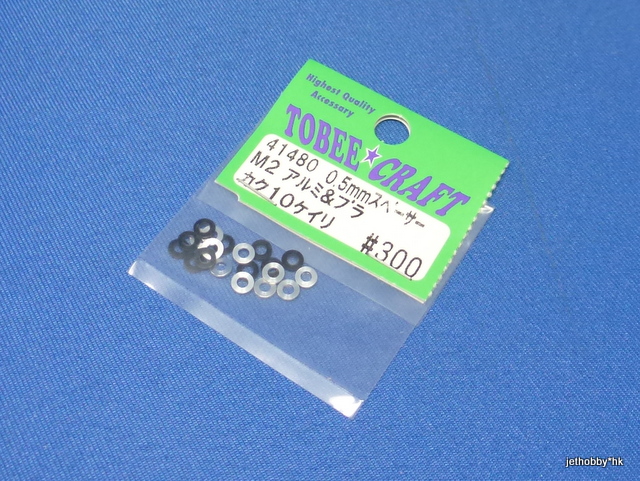 Highest Quality
Accessary
TOBEE★CRAFT
41480 0.5mmスペーサー
M2 アルミ&プラ
カク10ケイリ
#300
jethobby*hk